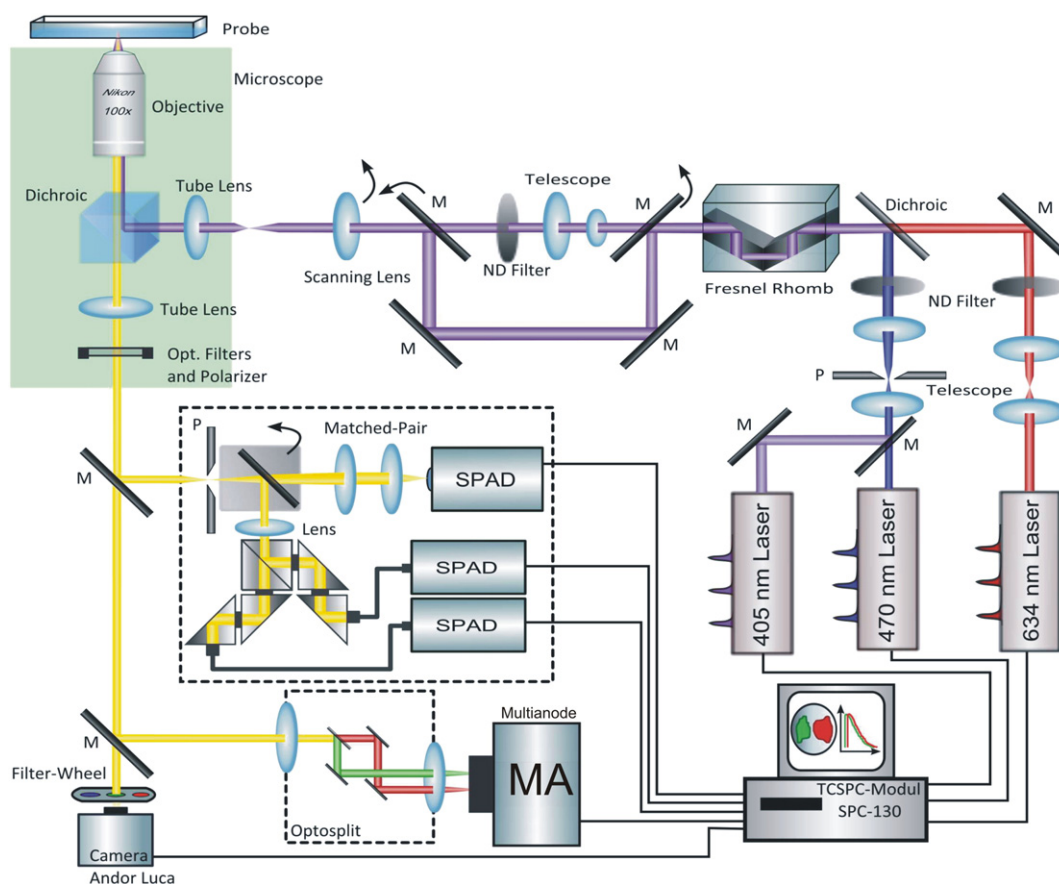 Probe
Microscope
Nikon
100x
Objective
Dichroic
Tube Lens
Tube Lens
Opt. Filters
and Polarizer
Scanning Lens
M
M
ND Filter
Telescope
M
M
Fresnel Rhomb
Dichroic
M
ND Filter
P
Telescope
M
M
405 nm Laser
470 nm Laser
634 nm Laser
M
P
Matched-Pair
SPAD
Lens
SPAD
SPAD
M
Filter-Wheel
Camera
Andor Luca
Optosplit
Multianode
MA
TCSPC-Modul
SPC-130